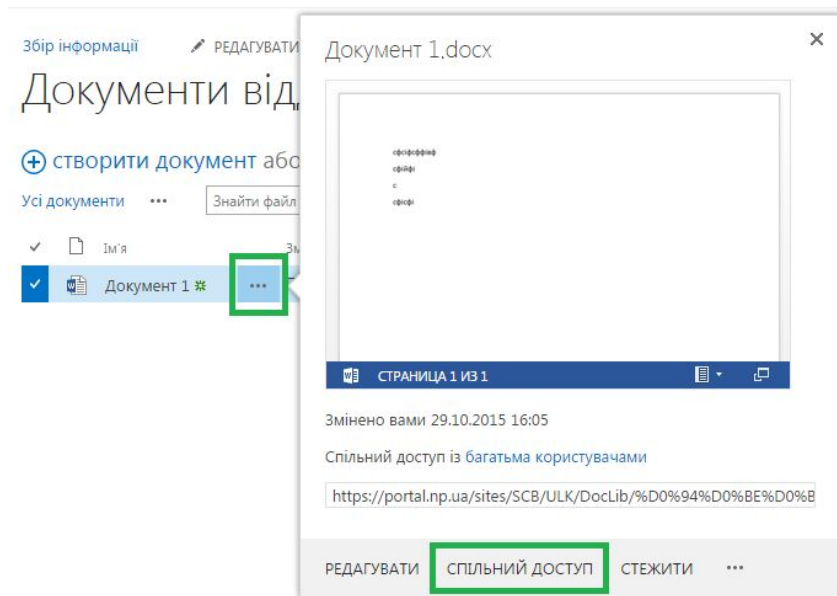 Збір інформації
РЕДАГУВАТИ
Документи від
створити документ або
Усі документи ···
Знайти файл
Ім'я
Зм
Документ 1 ···
Документ 1.docx
с
СТРАНИЦА 1 ИЗ 1
Змінено вами 29.10.2015 16:05
Спільний доступ із багатьма користувачами
https://portal.np.ua/sites/SCB/ULK/DocLib/%D0%94%D0%BE%D0%B
РЕДАГУВАТИ СПІЛЬНИЙ ДОСТУП СТЕЖИТИ ···